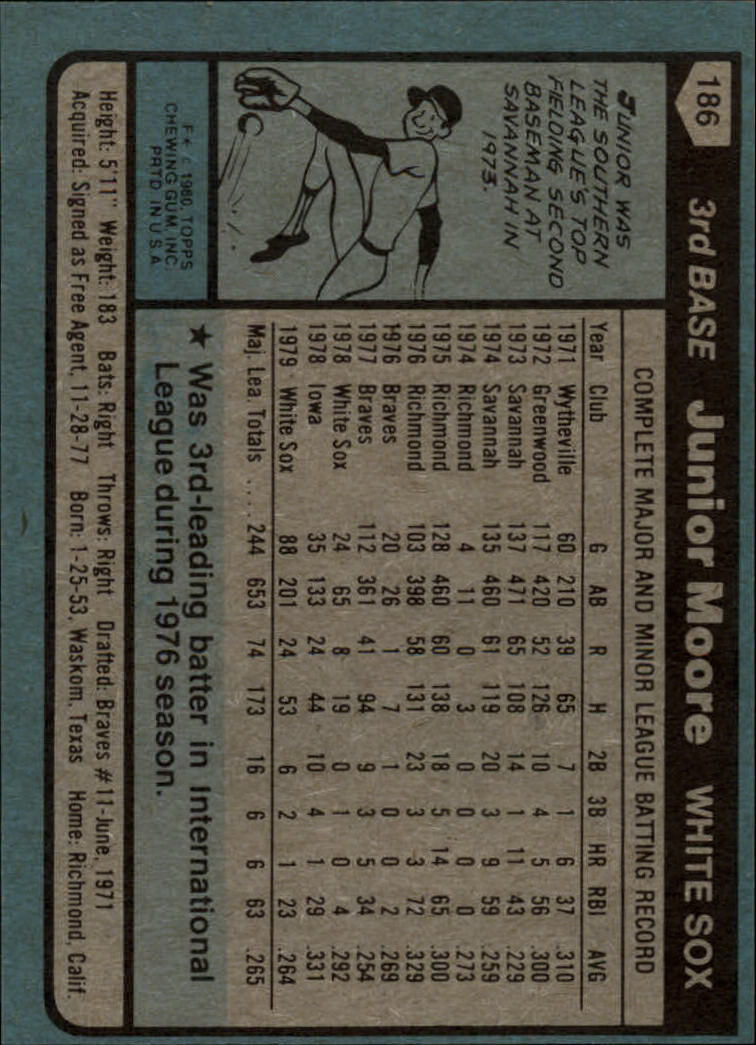 186
3rd BASE Junior Moore WHITE SOX
JUNIOR WAS
THE SOUTHERN
LEAGUE'S TOP
FIELDING SECOND
BASEMAN AT
SAVANNAH IN
1973.
F* © 1980, TOPPS
CHEWING GUM, INC.
PRTD IN U.S.A.
COMPLETE MAJOR AND MINOR LEAGUE BATTING RECORD
Year Club G AB R H 2B 3B HR RBI AVG
1971 Wytheville 60 210 39 65 7 1 6 37 .310
1972 Greenwood 117 420 52 126 10 4 5 56 .300
1973 Savannah 137 471 65 108 14 1 11 43 .229
1974 Savannah 135 460 61 119 20 3 9 59 .259
1974 Richmond 4 11 0 3 0 0 0 0 .273
1975 Richmond 128 460 60 138 18 5 14 65 .300
1976 Richmond 103 398 58 131 23 3 3 72 .329
1976 Braves 20 26 1 7 1 0 0 2 .269
1977 Braves 112 361 41 94 9 3 5 34 .254
1978 White Sox 24 65 8 19 0 1 0 4 .292
1978 Iowa 35 133 24 44 10 4 1 29 .331
1979 White Sox 88 201 24 53 6 2 1 23 .264
Maj. Lea. Totals . . . . 244 653 74 173 16 6 6 63 .265
★ Was 3rd-leading batter in International
League during 1976 season.
Height: 5'11" Weight: 183 Bats: Right Throws: Right Drafted: Braves #11-June, 1971
Acquired: Signed as Free Agent, 11-28-77 Born: 1-25-53, Waskom, Texas Home: Richmond, Calif.